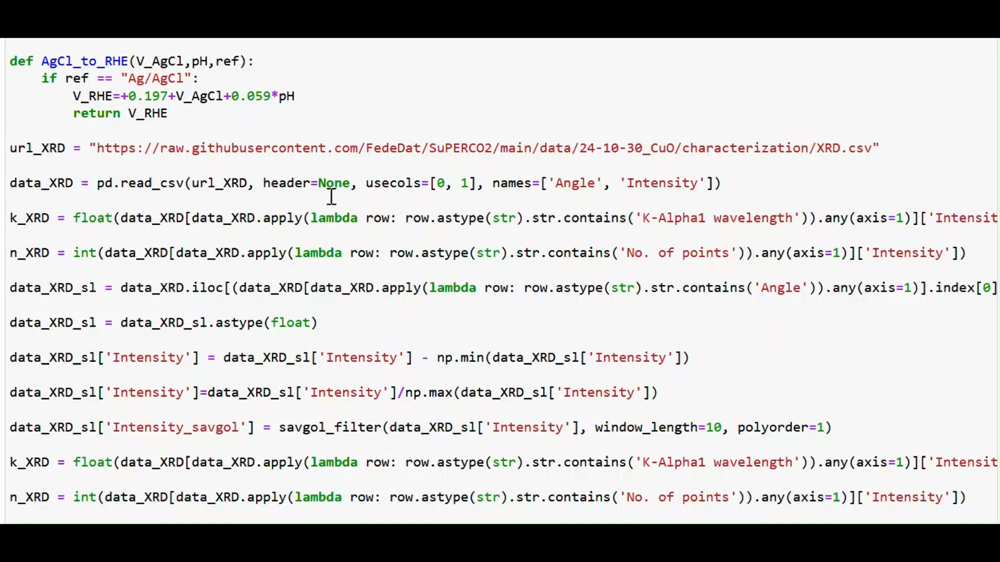 def AgCl_to_RHE(V_AgCl,pH,ref):
    if ref == "Ag/AgCl":
        V_RHE=+0.197+V_AgCl+0.059*pH
        return V_RHE
url_XRD = "https://raw.githubusercontent.com/FedeDat/SuPERCO2/main/data/24-10-30_CuO/characterization/XRD.csv"
data_XRD = pd.read_csv(url_XRD, header=None, usecols=[0, 1], names=['Angle', 'Intensity'])
k_XRD = float(data_XRD[data_XRD.apply(lambda row: row.astype(str).str.contains('K-Alpha1 wavelength')).any(axis=1)]['Intensit
n_XRD = int(data_XRD[data_XRD.apply(lambda row: row.astype(str).str.contains('No. of points')).any(axis=1)]['Intensity'])
data_XRD_sl = data_XRD.iloc[(data_XRD[data_XRD.apply(lambda row: row.astype(str).str.contains('Angle')).any(axis=1)].index[0]
data_XRD_sl = data_XRD_sl.astype(float)
data_XRD_sl['Intensity'] = data_XRD_sl['Intensity'] - np.min(data_XRD_sl['Intensity'])
data_XRD_sl['Intensity']=data_XRD_sl['Intensity']/np.max(data_XRD_sl['Intensity'])
data_XRD_sl['Intensity_savgol'] = savgol_filter(data_XRD_sl['Intensity'], window_length=10, polyorder=1)
k_XRD = float(data_XRD[data_XRD.apply(lambda row: row.astype(str).str.contains('K-Alpha1 wavelength')).any(axis=1)]['Intensit
n_XRD = int(data_XRD[data_XRD.apply(lambda row: row.astype(str).str.contains('No. of points')).any(axis=1)]['Intensity'])